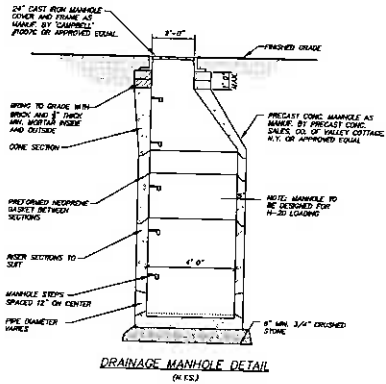 24" CAST IRON MANHOLE
COVER AND FRAME AS
MANUF. BY "CAMPBELL"
OR APPROVED EQUAL.
2'-0"
FINISHED GRADE
BRING TO GRADE WITH
BRICK AND THICK
MIN. MORTAR INSIDE
AND OUTSIDE
MAX.
CONE SECTION
PRECAST CONC. MANHOLE AS
MANUF. BY PRECAST CONC.
SALES, CO. OF VALLEY COTTAGE,
N.Y. OR APPROVED EQUAL
PREFORMED NEOPRENE
GASKET BETWEEN
SECTIONS
NOTE: MANHOLE TO
BE DESIGNED FOR
H-20 LOADING
RISER SECTIONS TO
SUIT
4'-0"
MANHOLE STEPS
SPACED 12" ON CENTER
PIPE DIAMETER
VARIES
6" MIN. 3/4" CRUSHED
STONE
DRAINAGE MANHOLE DETAIL
(N.T.S.)